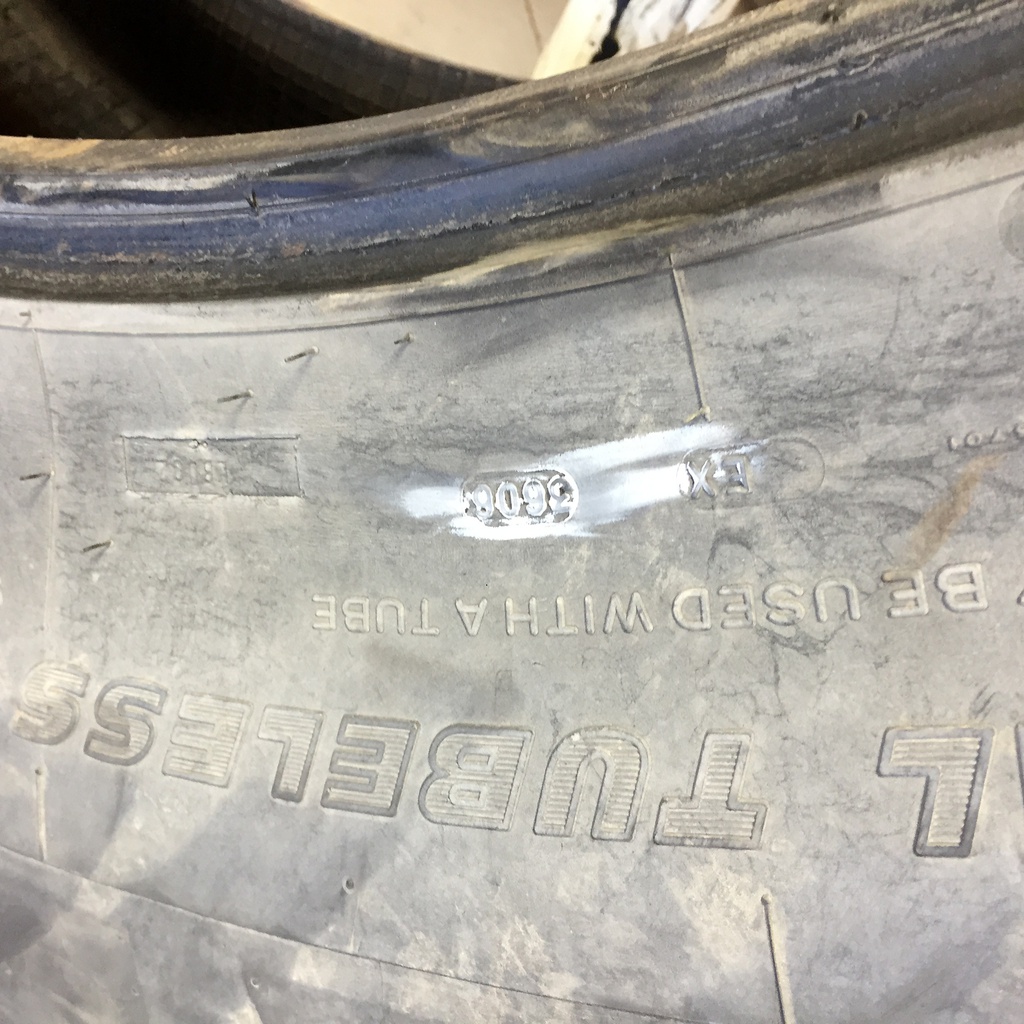 TUBELESS
BE USED WITH A TUBE
EX
3608